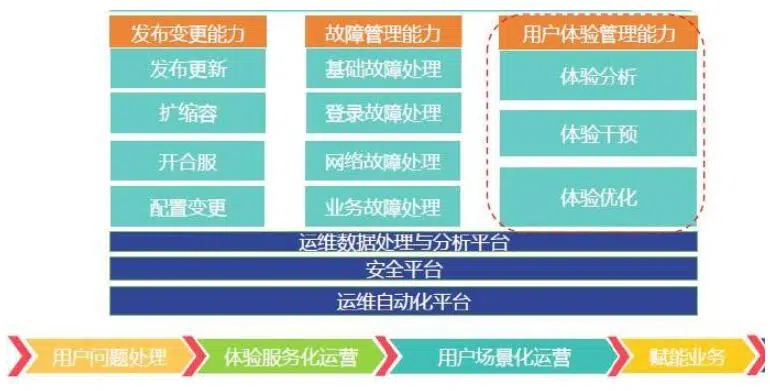 发布变更能力
发布更新
扩缩容
开合服
配置变更
故障管理能力
基础故障处理
登录故障处理
网络故障处理
业务故障处理
用户体验管理能力
体验分析
体验干预
体验优化
运维数据处理与分析平台
安全平台
运维自动化平台
用户问题处理
体验服务化运营
用户场景化运营
赋能业务